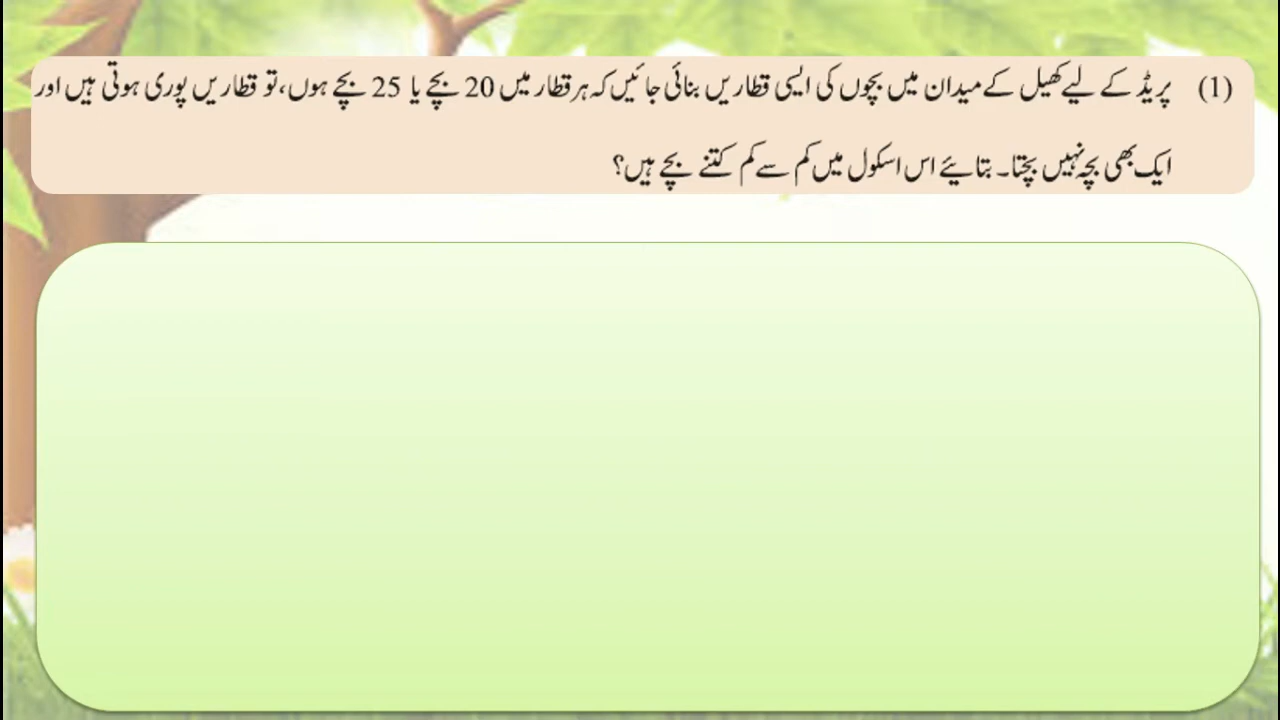 (1) پریڈ کے لیے کھیل کے میدان میں بچوں کی ایسی قطاریں بنائی جائیں کہ ہر قطار میں 20 بچے یا 25 بچے ہوں، تو قطاریں پوری ہوتی ہیں اور
ایک بھی بچہ نہیں بچتا۔ بتایئے اس اسکول میں کم سے کم کتنے بچے ہیں؟